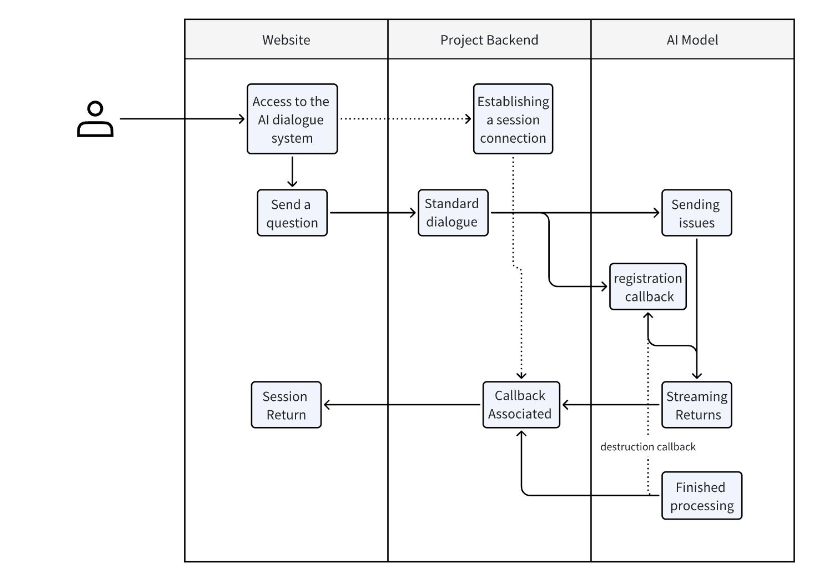 Website
Project Backend
AI Model
Access to the
AI dialogue
system
Establishing
a session
connection
Send a
question
Standard
dialogue
Sending
issues
registration
callback
Session
Return
Callback
Associated
Streaming
Returns
destruction callback
Finished
processing